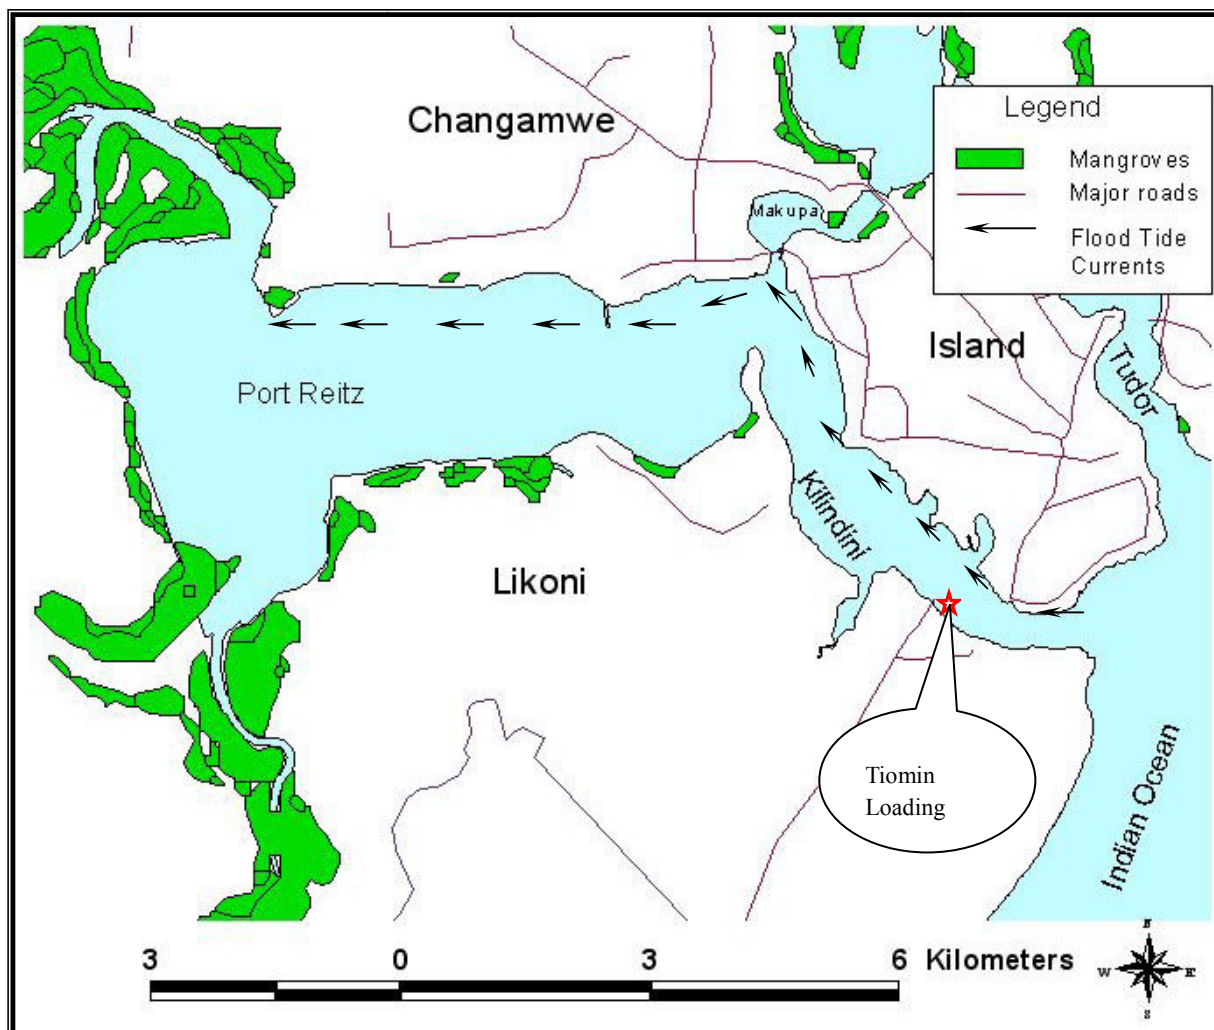 Changamwe
Legend
Mangroves
Major roads
Flood Tide
Currents
Makupa
Island
Tudor
Port Reitz
Kilindini
Likoni
Tiomin
Loading
Indian Ocean
3 0 3 6 Kilometers
N
W E
S